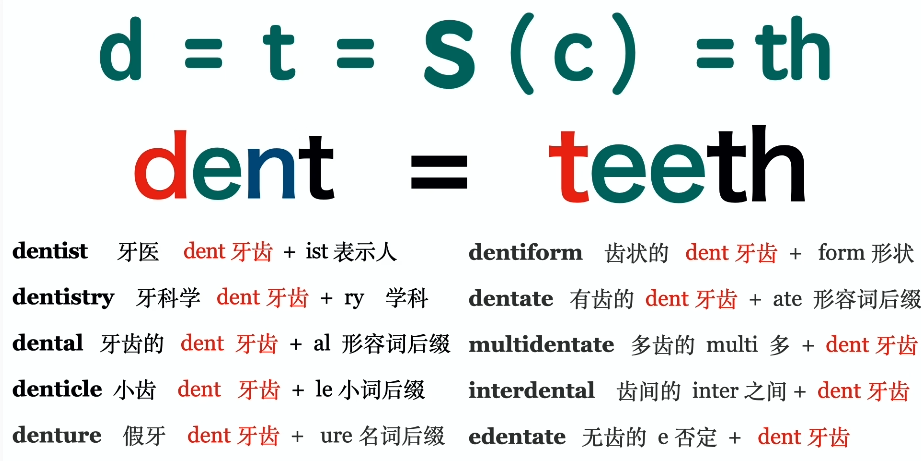 d = t = s (c) = th
dent = teeth
dentist 牙医 dent 牙齿 + ist 表示人
dentistry 牙科学 dent 牙齿 + ry 学科
dental 牙齿的 dent 牙齿 + al 形容词后缀
denticle 小齿 dent 牙齿 + le 小词后缀
denture 假牙 dent 牙齿 + ure 名词后缀
dentiform 齿状的 dent 牙齿 + form 形状
dentate 有齿的 dent 牙齿 + ate 形容词后缀
multidentate 多齿的 multi 多 + dent 牙齿
interdental 齿间的 inter 之间 + dent 牙齿
edentate 无齿的 e 否定 + dent 牙齿